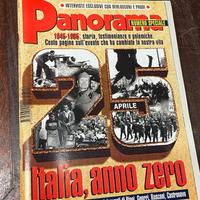 INTERVISTE ESCLUSIVE CON BERLUSCONI E PRODI
Panorama
NUMERO SPECIALE
1945-1995: storia, testimonianze e polemiche.
Cento pagine sull'evento che ha cambiato la nostra vita
25
APRILE
Italia, anno zero